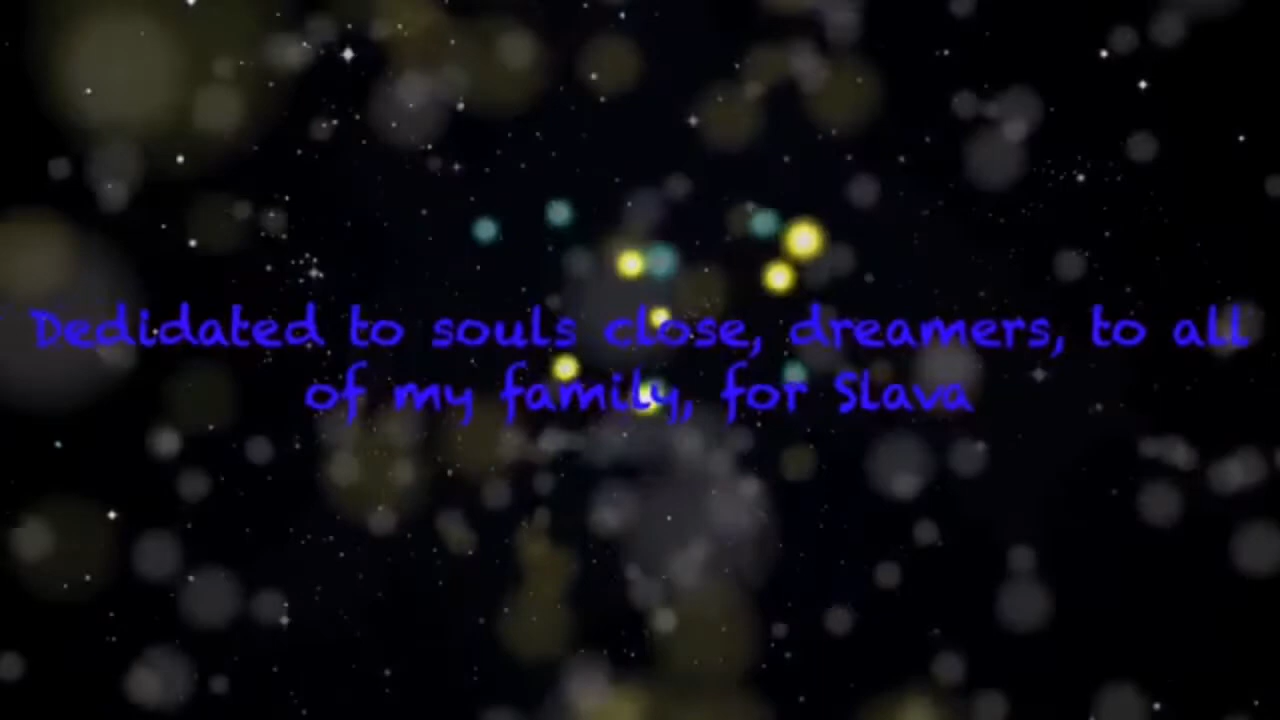 Dedidated to souls close, dreamers, to all
of my family, for Slava